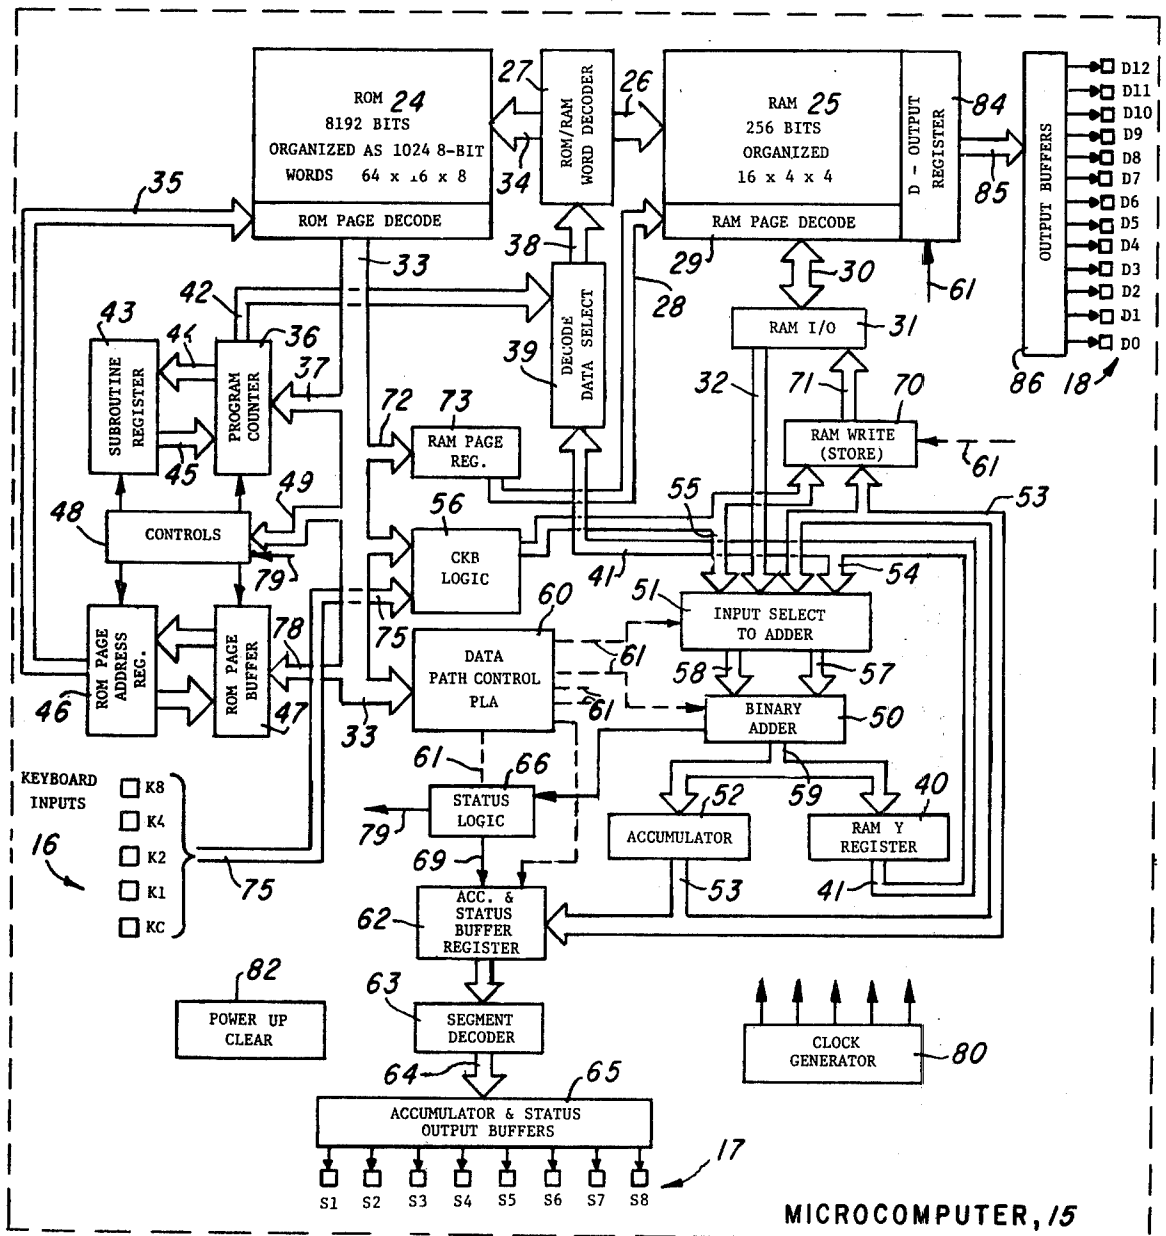 ROM 24
8192 BITS
ORGANIZED AS 1024 8-BIT
WORDS 64 x 16 x 8
ROM PAGE DECODE
27
ROM/RAM
WORD DECODER
26
34
RAM 25
256 BITS
ORGANIZED
16 x 4 x 4
RAM PAGE DECODE
D - OUTPUT
REGISTER
84
85
OUTPUT BUFFERS
86
D12
D11
D10
D9
D8
D7
D6
D5
D4
D3
D2
D1
D0
18
35
33
38
29
28
30
61
42
43
44
36
37
SUBROUTINE
REGISTER
PROGRAM
COUNTER
45
39
DECODE
DATA SELECT
RAM I/O
31
32
71
70
RAM WRITE
(STORE)
61
72
73
RAM PAGE
REG.
49
48
CONTROLS
79
56
CKB
LOGIC
55
41
53
54
51
INPUT SELECT
TO ADDER
75
60
DATA
PATH CONTROL
PLA
61
61
61
58
57
BINARY
ADDER
50
59
46
ROM PAGE
ADDRESS
REG.
ROM PAGE
BUFFER
47
78
33
61
66
STATUS
LOGIC
79
69
52
ACCUMULATOR
53
40
RAM Y
REGISTER
41
KEYBOARD
INPUTS
K8
K4
K2
K1
KC
16
75
62
ACC. &
STATUS
BUFFER
REGISTER
82
POWER UP
CLEAR
63
SEGMENT
DECODER
64
65
ACCUMULATOR & STATUS
OUTPUT BUFFERS
CLOCK
GENERATOR
80
S1 S2 S3 S4 S5 S6 S7 S8
17
MICROCOMPUTER, 15